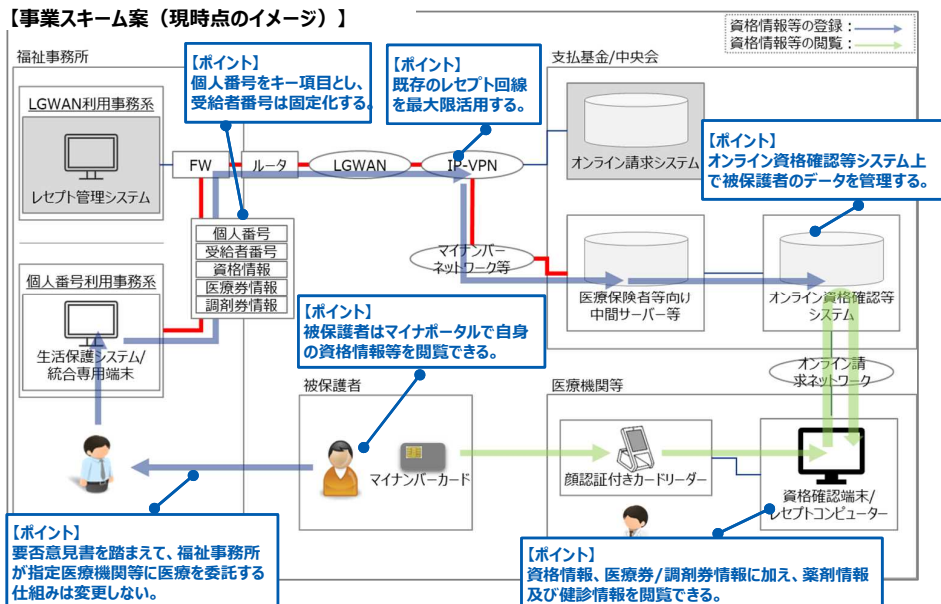 【事業スキーム案（現時点のイメージ）】
資格情報等の登録：
資格情報等の閲覧：
福祉事務所
【ポイント】
個人番号をキー項目とし、
受給者番号は固定化する。
【ポイント】
既存のレセプト回線
を最大限活用する。
支払基金/中央会
LGWAN利用事務系
レセプト管理システム
FW
ルータ
LGWAN
IP-VPN
オンライン請求システム
【ポイント】
オンライン資格確認等システム上
で被保護者のデータを管理する。
個人番号
受給者番号
資格情報
医療券情報
調剤券情報
マイナンバー
ネットワーク等
医療保険者等向け
中間サーバー等
オンライン資格確認等
システム
個人番号利用事務系
生活保護システム/
統合専用端末
【ポイント】
被保護者はマイナポータルで自身
の資格情報等を閲覧できる。
オンライン請
求ネットワーク
被保護者
マイナンバーカード
医療機関等
顔認証付きカードリーダー
資格確認端末/
レセプトコンピューター
【ポイント】
要否意見書を踏まえて、福祉事務所
が指定医療機関等に医療を委託する
仕組みは変更しない。
【ポイント】
資格情報、医療券/調剤券情報に加え、薬剤情報
及び健診情報を閲覧できる。